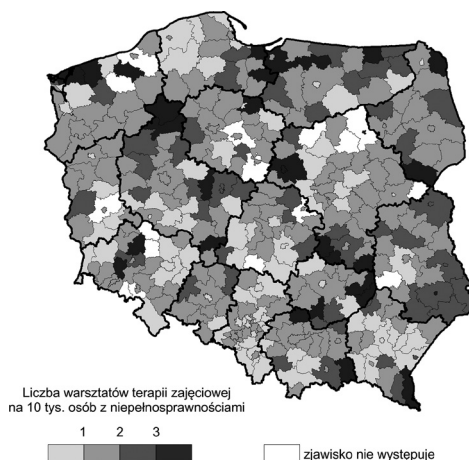 Liczba warsztatów terapii zajęciowej
na 10 tys. osób z niepełnosprawnościami
1 2 3
zjawisko nie występuje